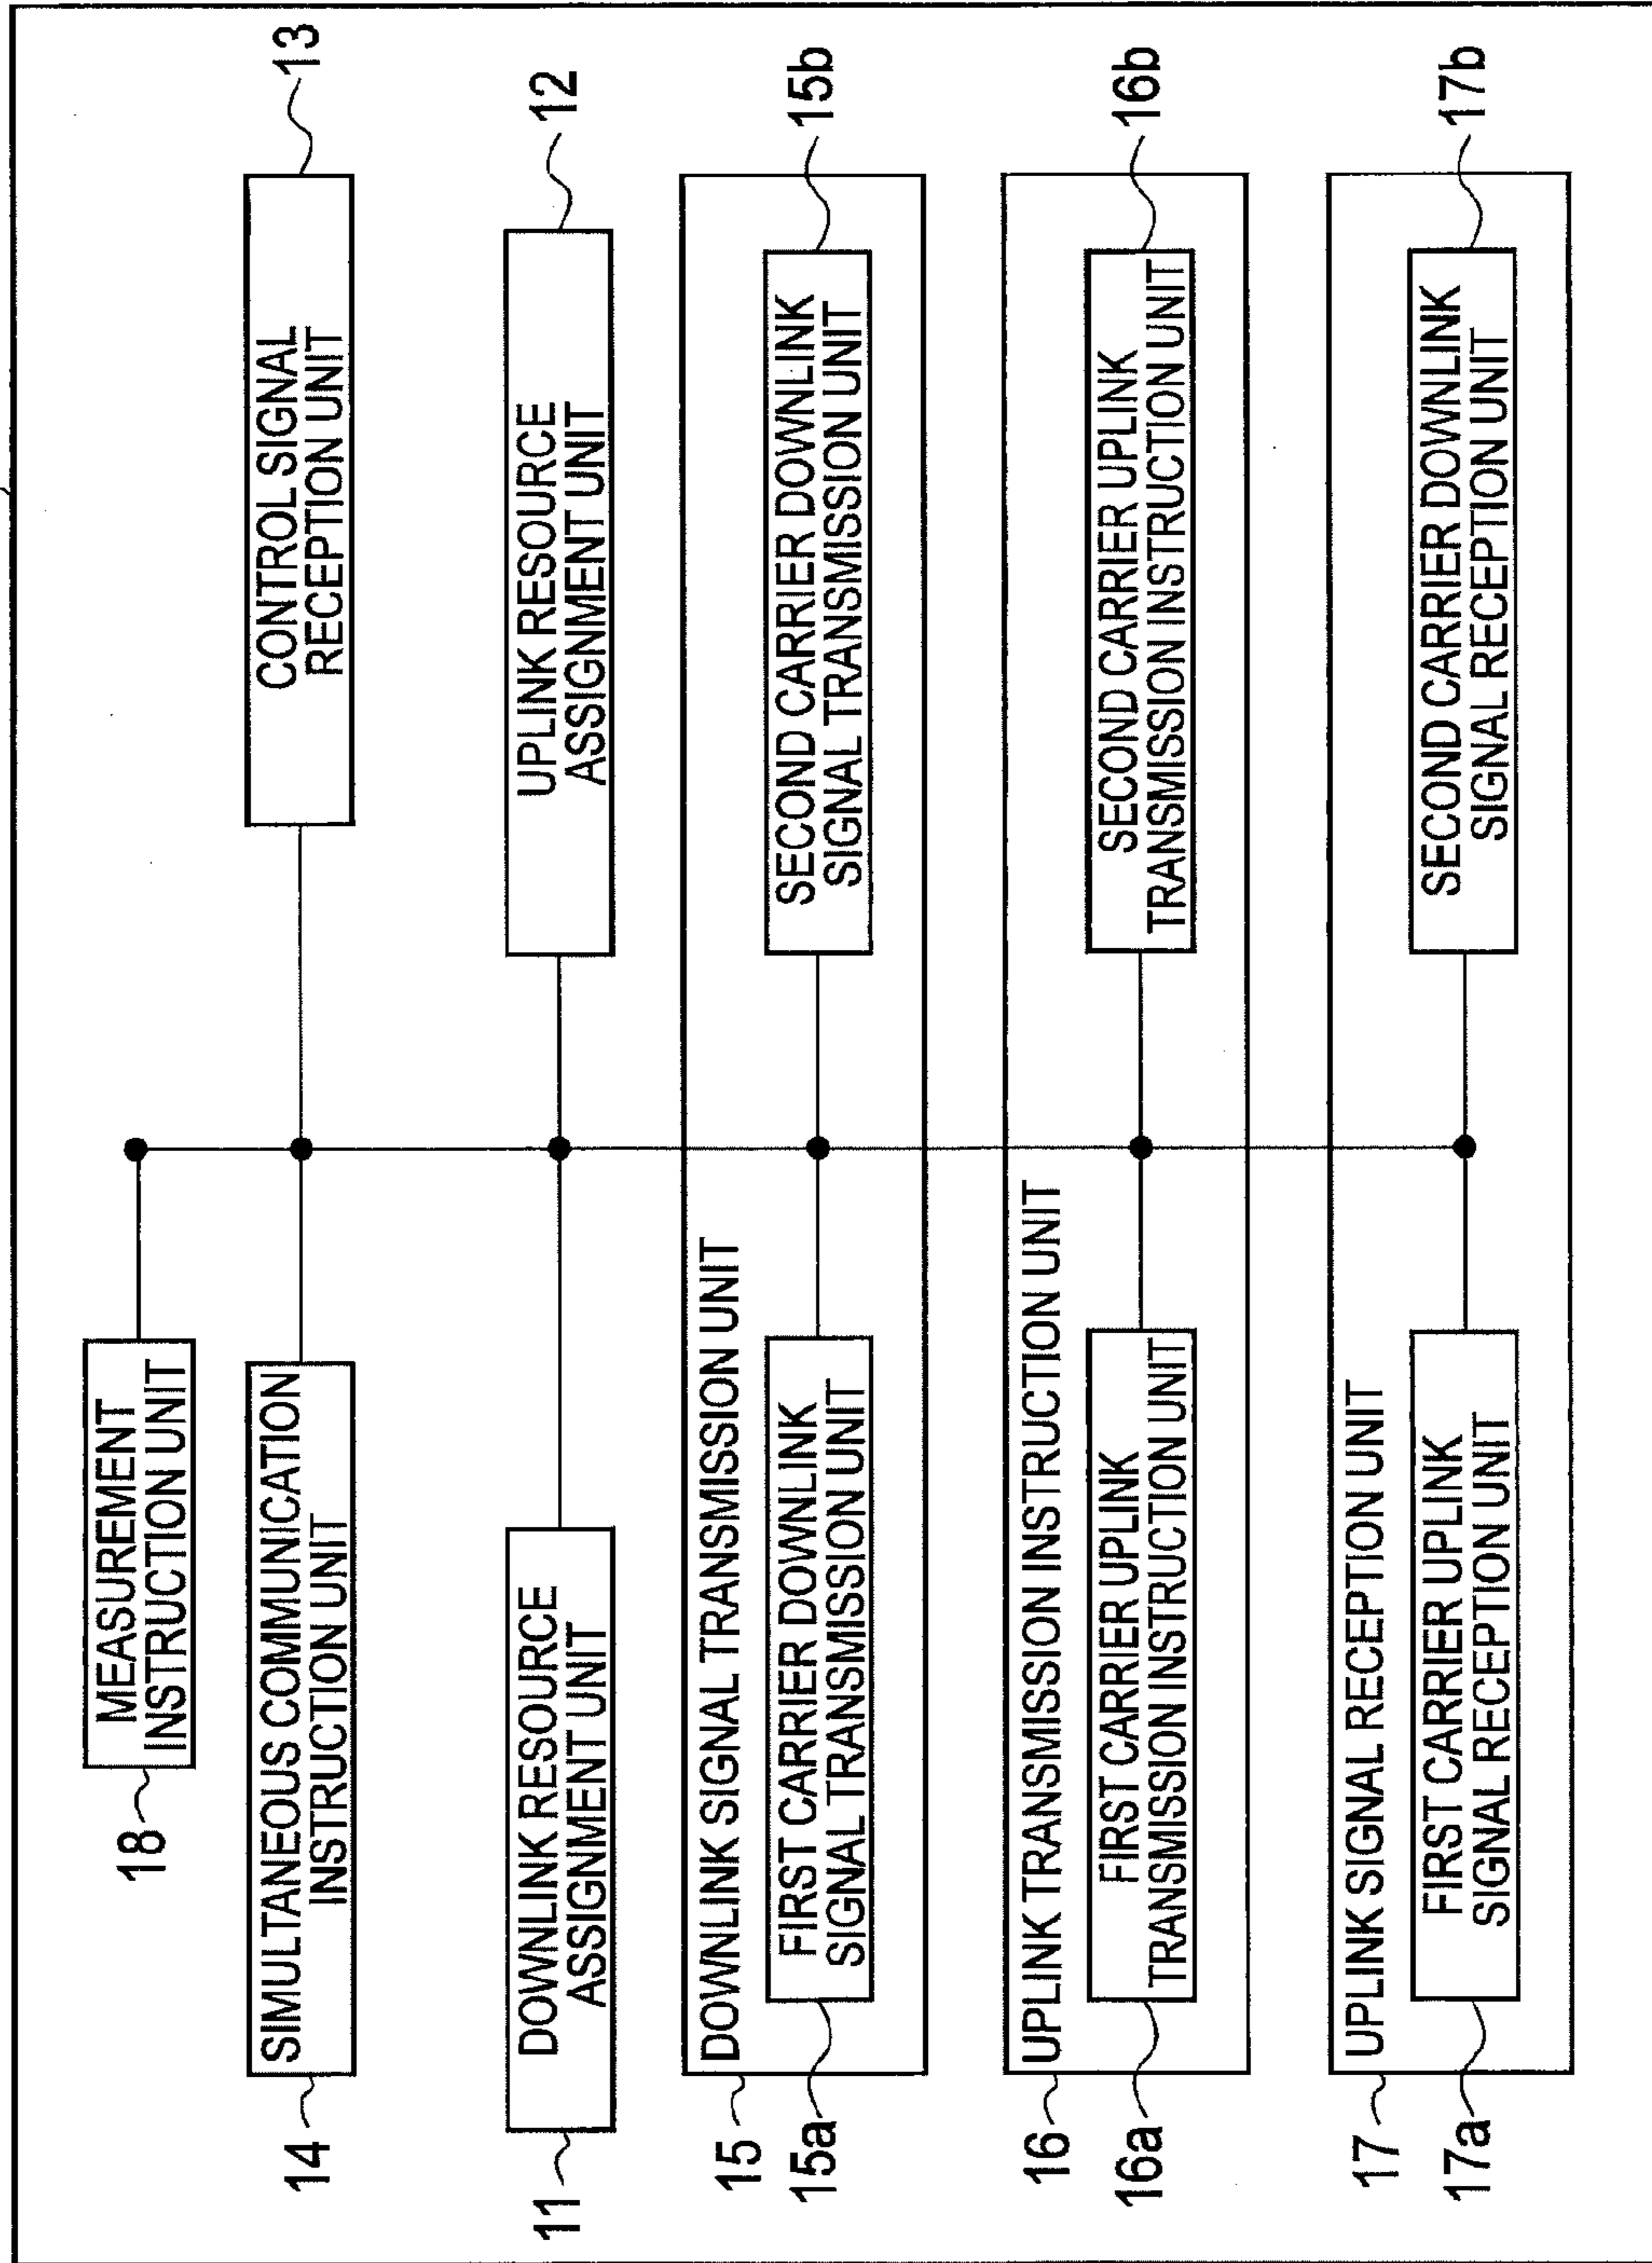 18
MEASUREMENT
INSTRUCTION UNIT
14
SIMULTANEOUS COMMUNICATION
INSTRUCTION UNIT
CONTROL SIGNAL
RECEPTION UNIT
13
11
DOWNLINK RESOURCE
ASSIGNMENT UNIT
UPLINK RESOURCE
ASSIGNMENT UNIT
12
15
DOWNLINK SIGNAL TRANSMISSION UNIT
15a
FIRST CARRIER DOWNLINK
SIGNAL TRANSMISSION UNIT
SECOND CARRIER DOWNLINK
SIGNAL TRANSMISSION UNIT
15b
16
UPLINK TRANSMISSION INSTRUCTION UNIT
16a
FIRST CARRIER UPLINK
TRANSMISSION INSTRUCTION UNIT
SECOND CARRIER UPLINK
TRANSMISSION INSTRUCTION UNIT
16b
17
UPLINK SIGNAL RECEPTION UNIT
17a
FIRST CARRIER UPLINK
SIGNAL RECEPTION UNIT
SECOND CARRIER DOWNLINK
SIGNAL RECEPTION UNIT
17b